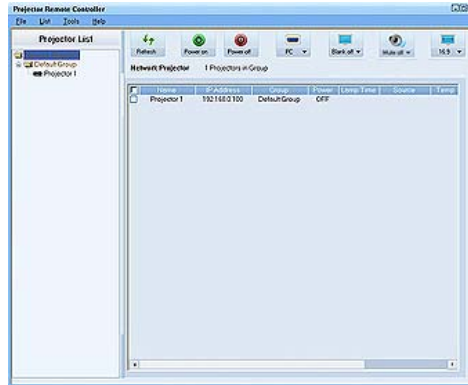 Projector Remote Controller
File List Tools Help
Projector List
Refresh Power on Power off PC Blank off Mute off 16:9
Network Projector 1 Projectors in Group
DefaultGroup
Projector 1
Name IP Address Group Power Lamp Time Source Temp
Projector 1 192.168.0.100 DefaultGroup OFF